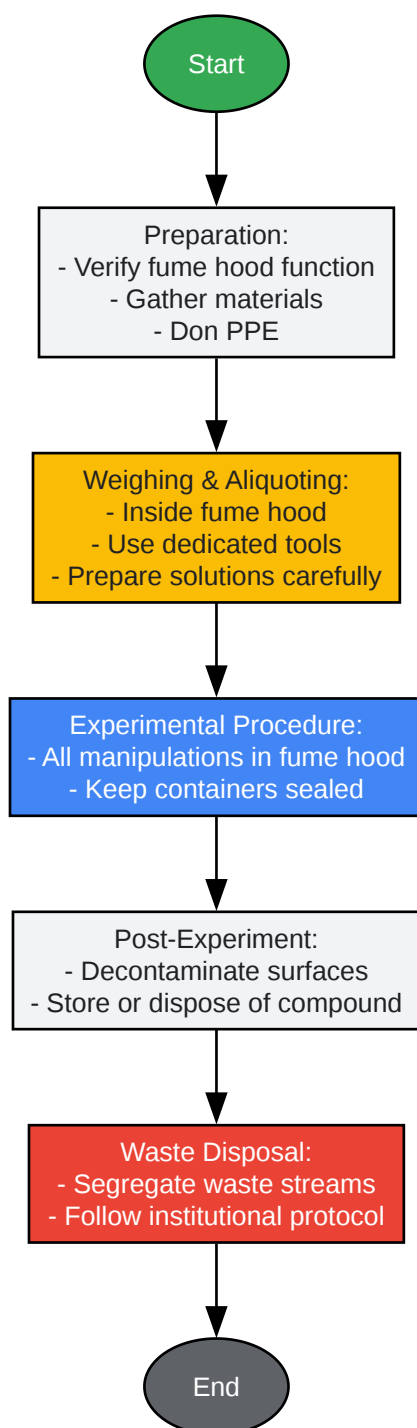 Start
Preparation:
- Verify fume hood function
- Gather materials
- Don PPE
Weighing & Aliquoting:
- Inside fume hood
- Use dedicated tools
- Prepare solutions carefully
Experimental Procedure:
- All manipulations in fume hood
- Keep containers sealed
Post-Experiment:
- Decontaminate surfaces
- Store or dispose of compound
Waste Disposal:
- Segregate waste streams
- Follow institutional protocol
End